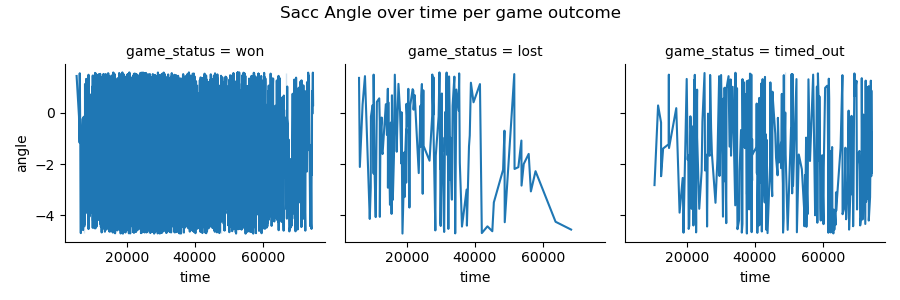 Sacc Angle over time per game outcome
game_status = won
game_status = lost
game_status = timed_out
angle
0
−2
−4
20000 40000 60000
20000 40000 60000
20000 40000 60000
time
time
time